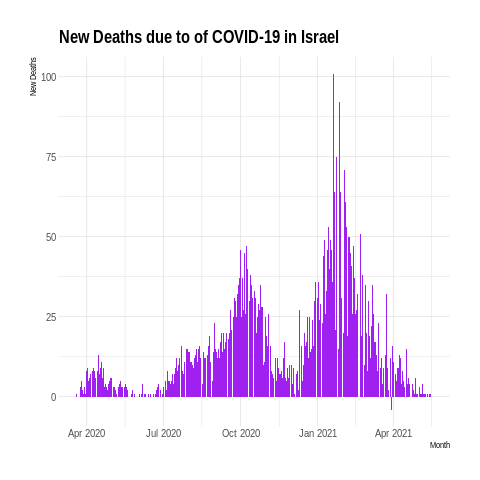 New Deaths due to of COVID-19 in Israel
New Deaths
100
75
50
25
0
Apr 2020 Jul 2020 Oct 2020 Jan 2021 Apr 2021
Month